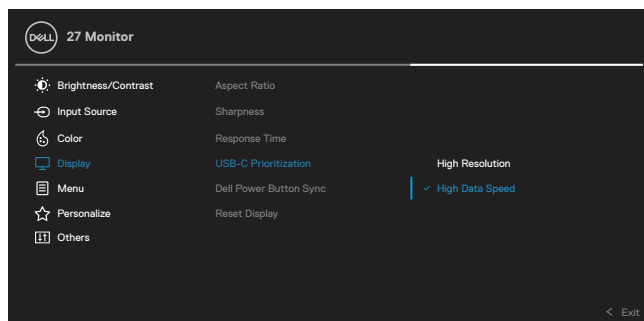 DELL
27 Monitor
Brightness/Contrast
Input Source
Color
Display
Menu
Personalize
Others
Aspect Ratio
Sharpness
Response Time
USB-C Prioritization
Dell Power Button Sync
Reset Display
High Resolution
High Data Speed
< Exit